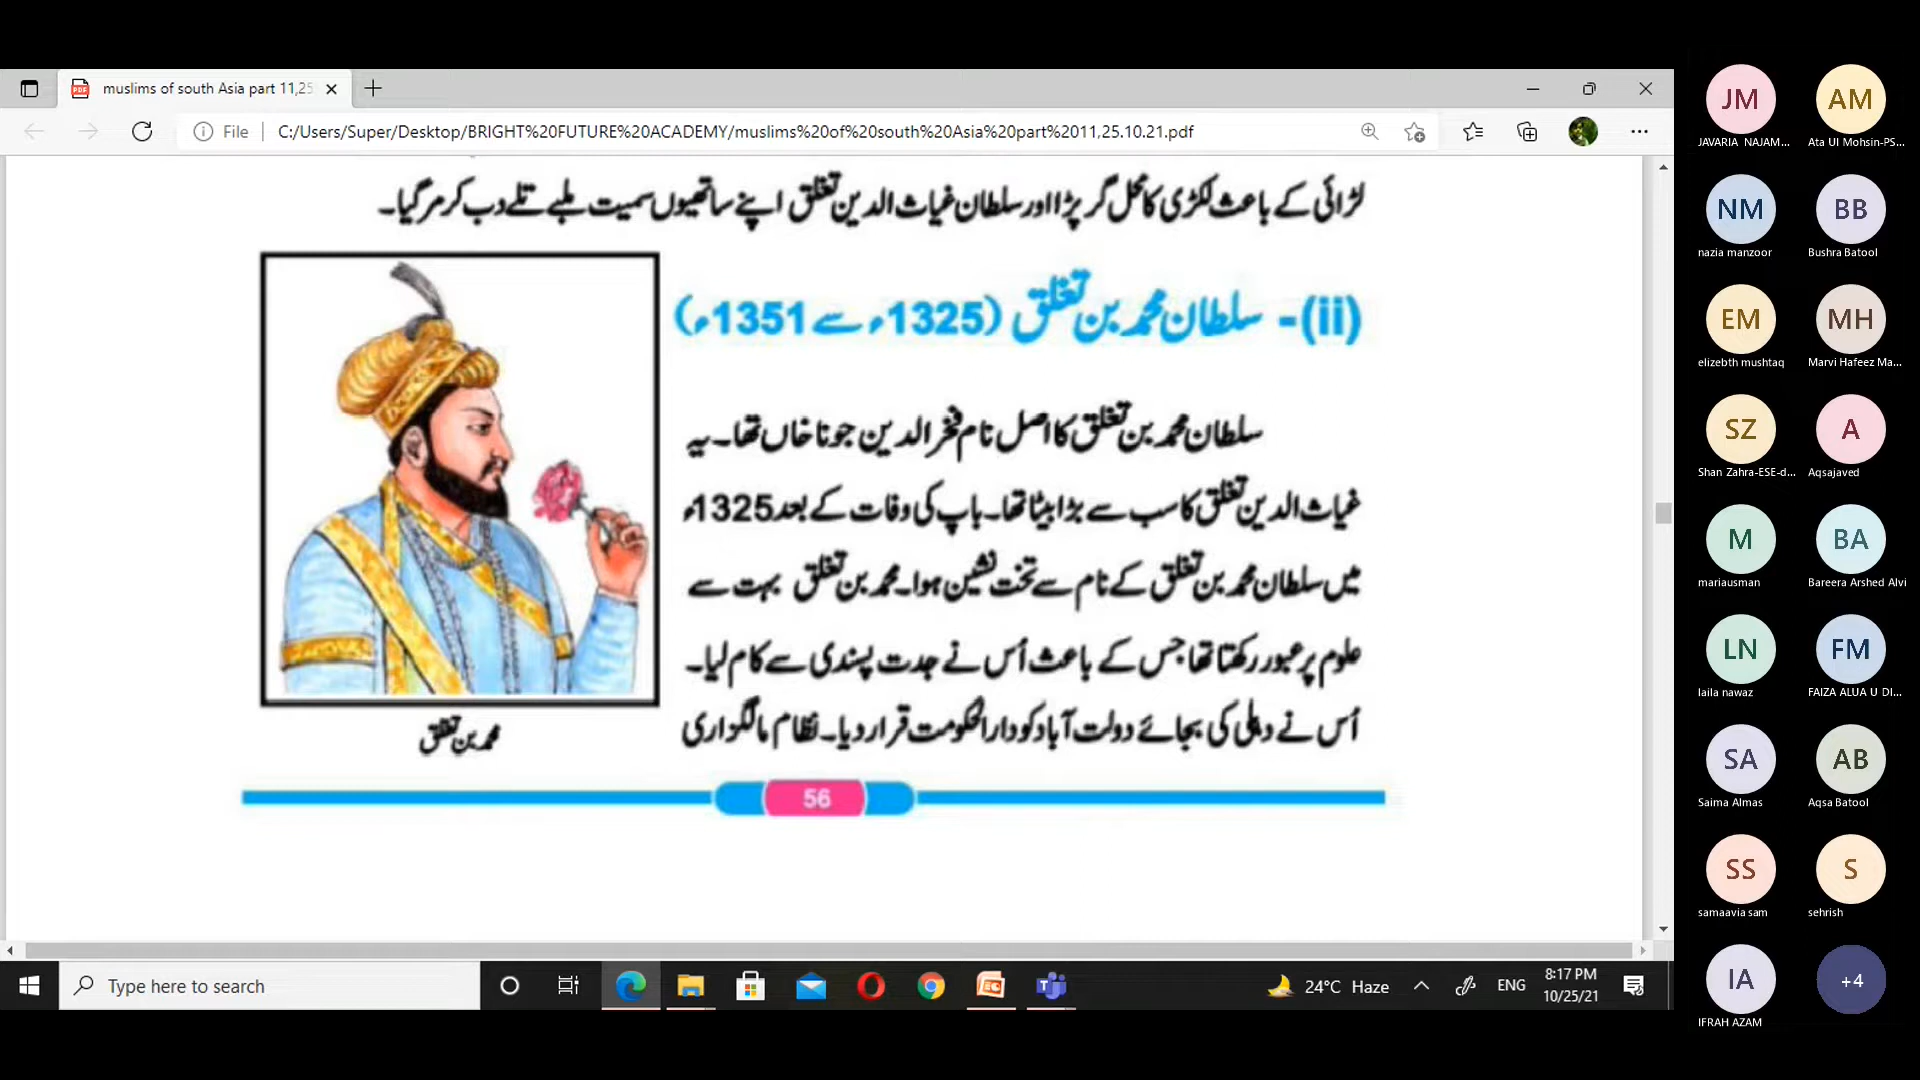 muslims of south Asia part 11,25
File
C:/Users/Super/Desktop/BRIGHT%20FUTURE%20ACADEMY/muslims%20of%20south%20Asia%20part%2011,25.10.21.pdf
لڑائی کے باعث لکڑی کا محل گر پڑا اور سلطان غیاث الدین تغلق اپنے ساتھیوں سمیت ملبے تلے دب کر مر گیا۔
(ii)- سلطان محمد بن تغلق (1325ء سے 1351ء)
سلطان محمد بن تغلق کا اصل نام فخر الدین جونا خاں تھا۔ یہ
غیاث الدین تغلق کا سب سے بڑا بیٹا تھا۔ باپ کی وفات کے بعد 1325ء
میں سلطان محمد بن تغلق کے نام سے تخت نشین ہوا۔ محمد بن تغلق بہت سے
علوم پر عبور رکھتا تھا جس کے باعث اُس نے جدت پسندی سے کام لیا۔
اُس نے دہلی کی بجائے دولت آباد کو دارالحکومت قرار دیا۔ نظام مالگزاری
محمد بن تغلق
56
Type here to search
24°C Haze
ENG
8:17 PM
10/25/21
JM
JAVARIA NAJAM...
AM
Ata Ul Mohsin-PS...
NM
nazia manzoor
BB
Bushra Batool
EM
elizebth mushtaq
MH
Marvi Hafeez Ma...
SZ
Shan Zahra-ESE-d...
A
Aqsajaved
M
mariausman
BA
Bareera Arshed Alvi
LN
laila nawaz
FM
FAIZA ALUA U DI...
SA
Saima Almas
AB
Aqsa Batool
SS
samaavia sam
S
sehrish
IA
IFRAH AZAM
+4